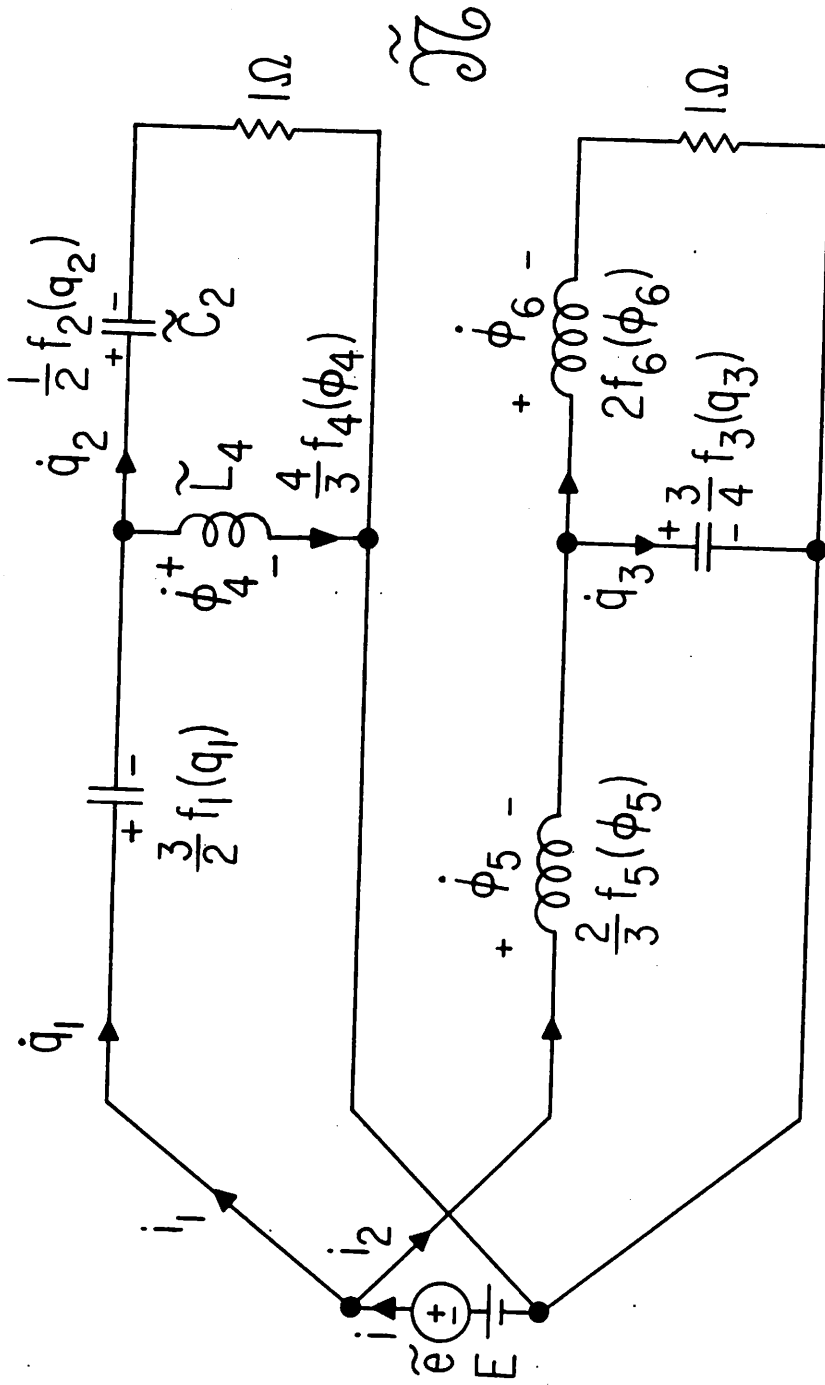 q̇₁
+ -
3/2 f₁(q₁)
q̇₂
1/2 f₂(q₂)
+ -
C̃₂
1Ω
+
φ̇₄
-
L̃₄
4/3 f₄(φ₄)
i₁
i₂
i
ẽ
+
-
E
φ̇₅
+ -
2/3 f₅(φ₅)
φ̇₆
+ -
2f₆(φ₆)
q̇₃
+
-
3/4 f₃(q₃)
1Ω
Ñ